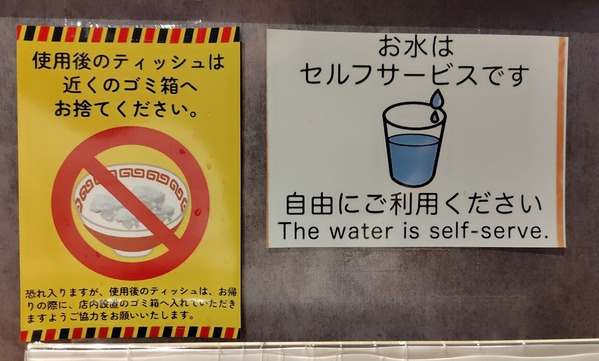 使用後のティッシュは
近くのゴミ箱へ
お捨てください。
恐れ入りますが、使用後のティッシュは、お帰
りの際に、店内設置のゴミ箱へ入れていただき
ますようご協力をお願いいたします。
お水は
セルフサービスです
自由にご利用ください
The water is self-serve.